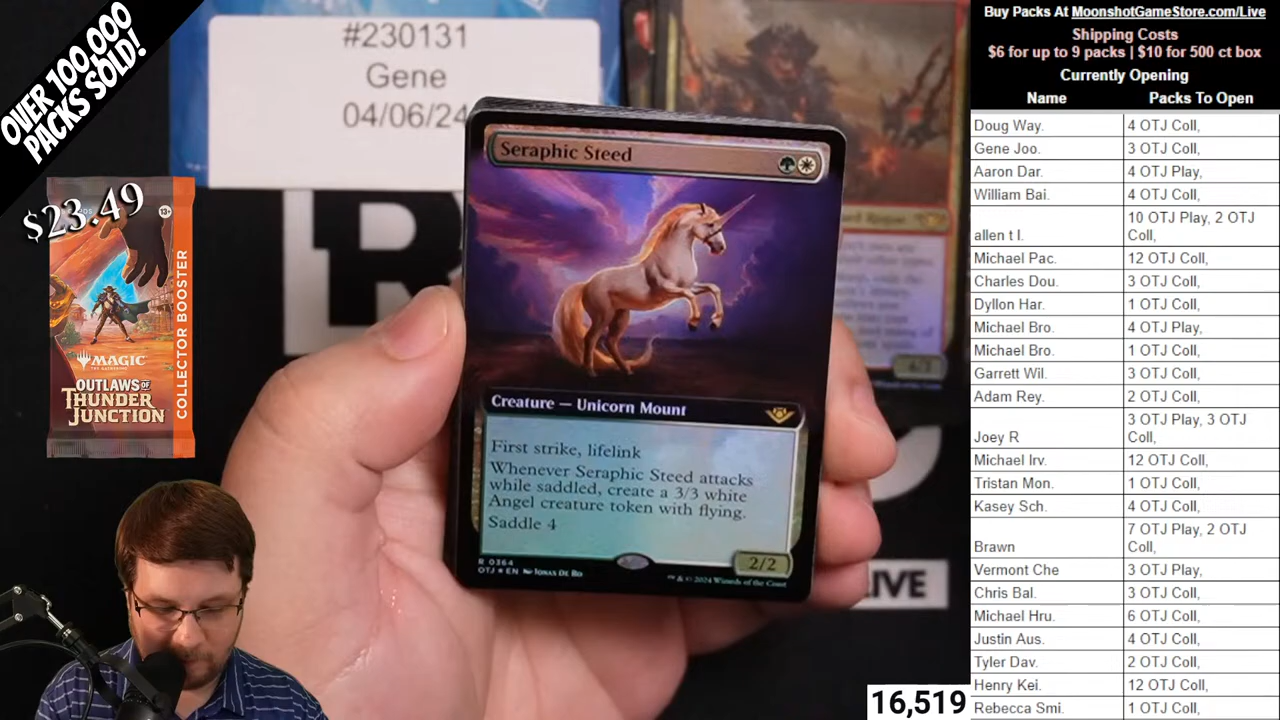 OVER 100,000
PACKS SOLD!
#230131
Gene
04/06/24
$23.49
13+
COLLECTOR BOOSTER
MAGIC
THE GATHERING
OUTLAWS OF
THUNDER
JUNCTION
Seraphic Steed
Creature — Unicorn Mount
First strike, lifelink
Whenever Seraphic Steed attacks
while saddled, create a 3/3 white
Angel creature token with flying.
Saddle 4
R 0364
OTJ ★ EN Jonas De Ro
2/2
™ & © 2024 Wizards of the Coast
LIVE
16,519
Buy Packs At MoonshotGameStore.com/Live
Shipping Costs
$6 for up to 9 packs | $10 for 500 ct box
Currently Opening
Name Packs To Open
Doug Way. 4 OTJ Coll,
Gene Joo. 3 OTJ Coll,
Aaron Dar. 4 OTJ Play,
William Bai. 4 OTJ Coll,
allen t l. 10 OTJ Play, 2 OTJ
Coll,
Michael Pac. 12 OTJ Coll,
Charles Dou. 3 OTJ Coll,
Dyllon Har. 1 OTJ Coll,
Michael Bro. 4 OTJ Play,
Michael Bro. 1 OTJ Coll,
Garrett Wil. 3 OTJ Coll,
Adam Rey. 2 OTJ Coll,
Joey R 3 OTJ Play, 3 OTJ
Coll,
Michael Irv. 12 OTJ Coll,
Tristan Mon. 1 OTJ Coll,
Kasey Sch. 4 OTJ Coll,
Brawn 7 OTJ Play, 2 OTJ
Coll,
Vermont Che 3 OTJ Play,
Chris Bal. 3 OTJ Coll,
Michael Hru. 6 OTJ Coll,
Justin Aus. 4 OTJ Coll,
Tyler Dav. 2 OTJ Coll,
Henry Kei. 12 OTJ Coll,
Rebecca Smi. 1 OTJ Coll,